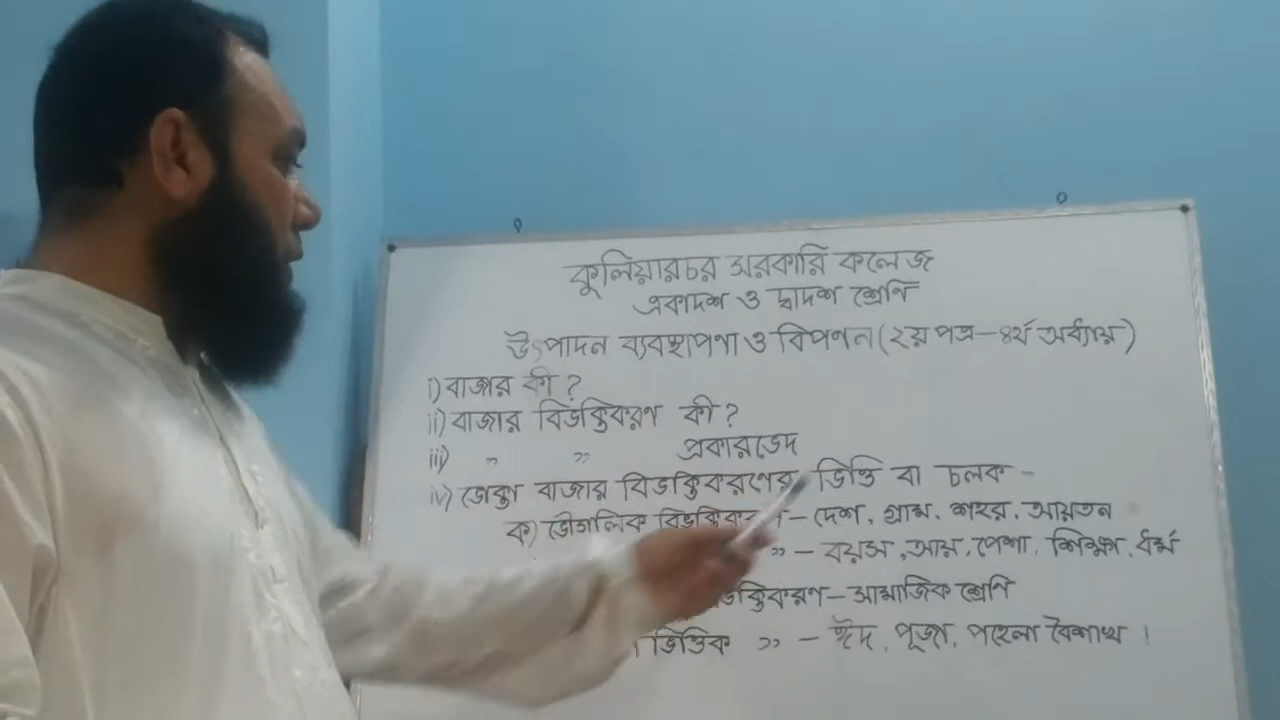 কুলিয়ারচর সরকারি কলেজ
একাদশ ও দ্বাদশ শ্রেণি
উৎপাদন ব্যবস্থাপনা ও বিপণন (২য় পত্র-৪র্থ অধ্যায়)
i) বাজার কী ?
ii) বাজার বিভক্তিকরণ কী ?
iii) " " প্রকারভেদ
iv) ভোক্তা বাজার বিভক্তিকরণের ভিত্তি বা চলক -
ক) ভৌগলিক বিভক্তিকরণ - দেশ, গ্রাম, শহর, আয়তন
" - বয়স, আয়, পেশা, শিক্ষা, ধর্ম
ভক্তিকরণ - সামাজিক শ্রেণি
ভিত্তিক " - ঈদ, পূজা, পহেলা বৈশাখ ।